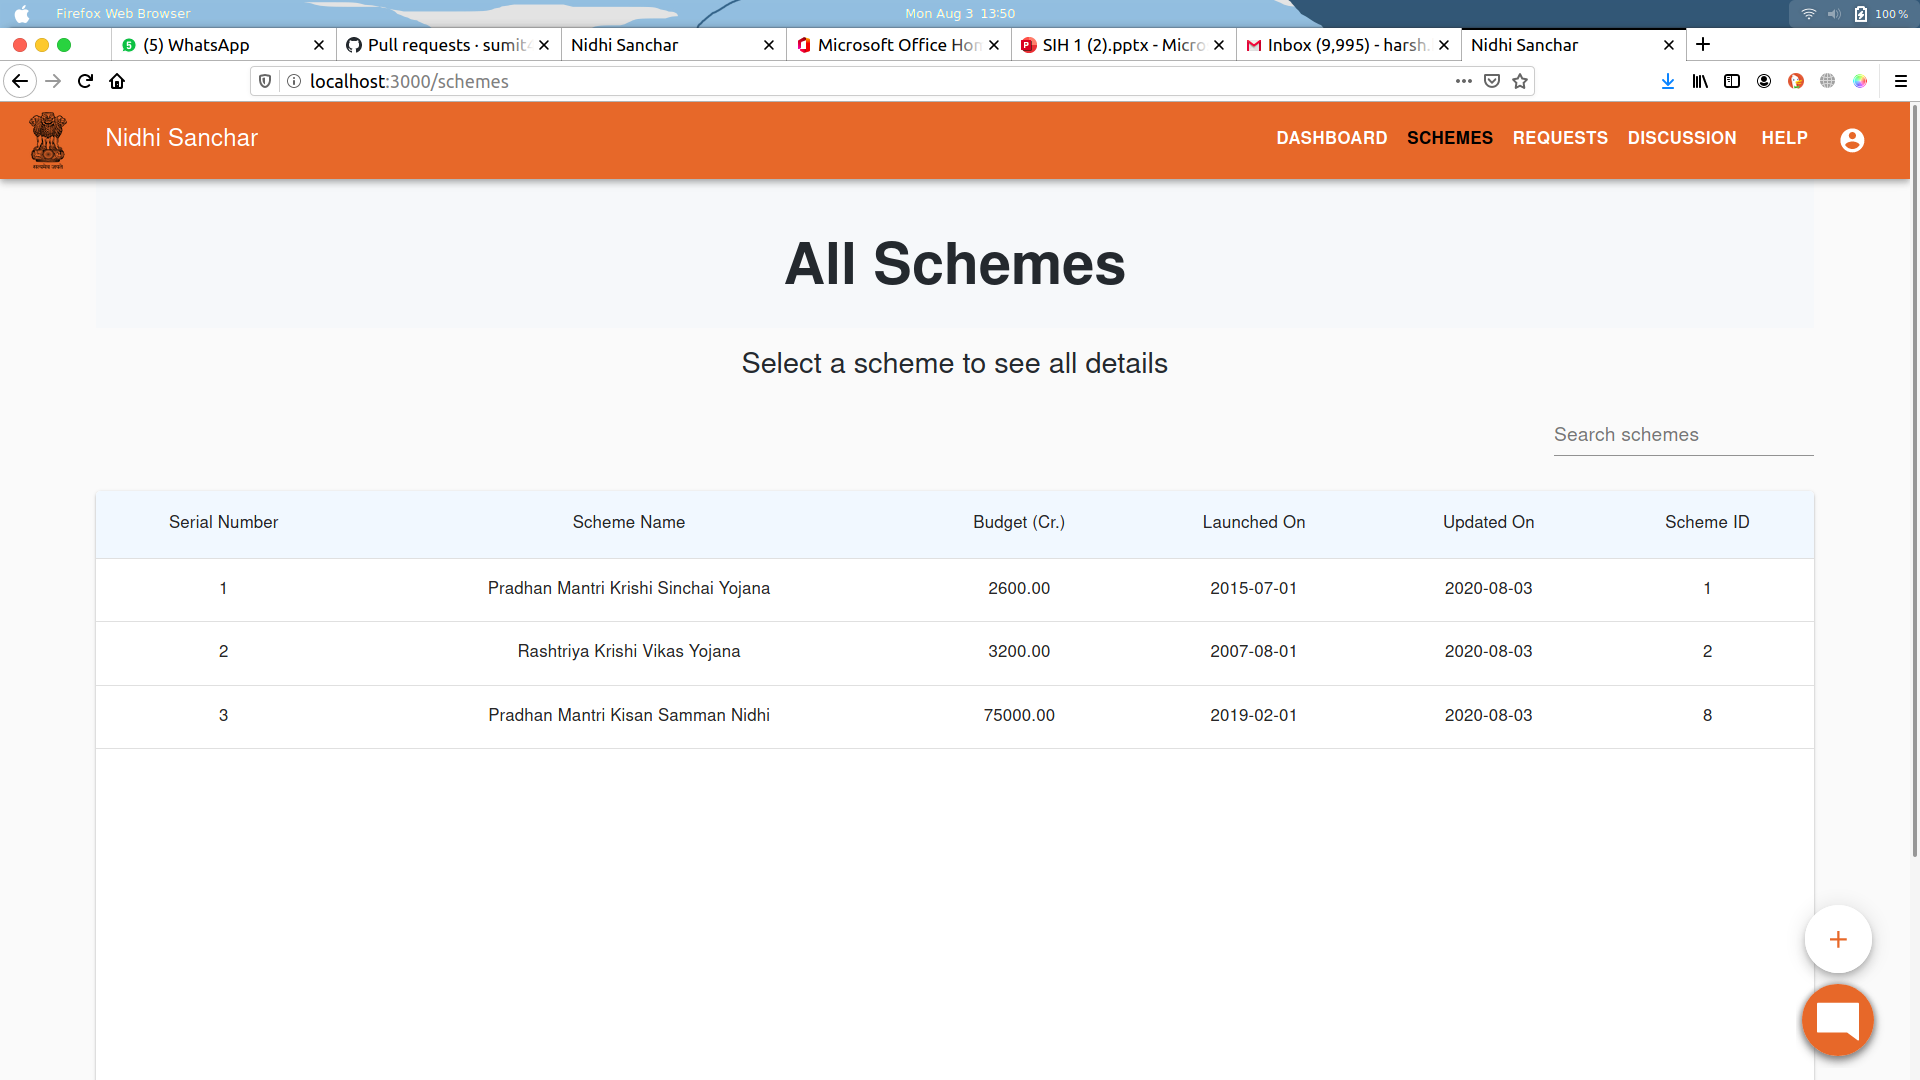 Firefox Web Browser
Mon Aug 3 13:50
100 %
(5) WhatsApp
Pull requests · sumit
Nidhi Sanchar
Microsoft Office Hom
SIH 1 (2).pptx - Micro
Inbox (9,995) - harsh.
Nidhi Sanchar
localhost:3000/schemes
Nidhi Sanchar
DASHBOARD SCHEMES REQUESTS DISCUSSION HELP
All Schemes
Select a scheme to see all details
Search schemes
Serial Number Scheme Name Budget (Cr.) Launched On Updated On Scheme ID
1 Pradhan Mantri Krishi Sinchai Yojana 2600.00 2015-07-01 2020-08-03 1
2 Rashtriya Krishi Vikas Yojana 3200.00 2007-08-01 2020-08-03 2
3 Pradhan Mantri Kisan Samman Nidhi 75000.00 2019-02-01 2020-08-03 8